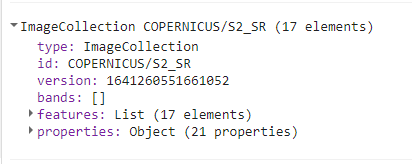 ImageCollection COPERNICUS/S2_SR (17 elements)
type: ImageCollection
id: COPERNICUS/S2_SR
version: 1641260551661052
bands: []
features: List (17 elements)
properties: Object (21 properties)